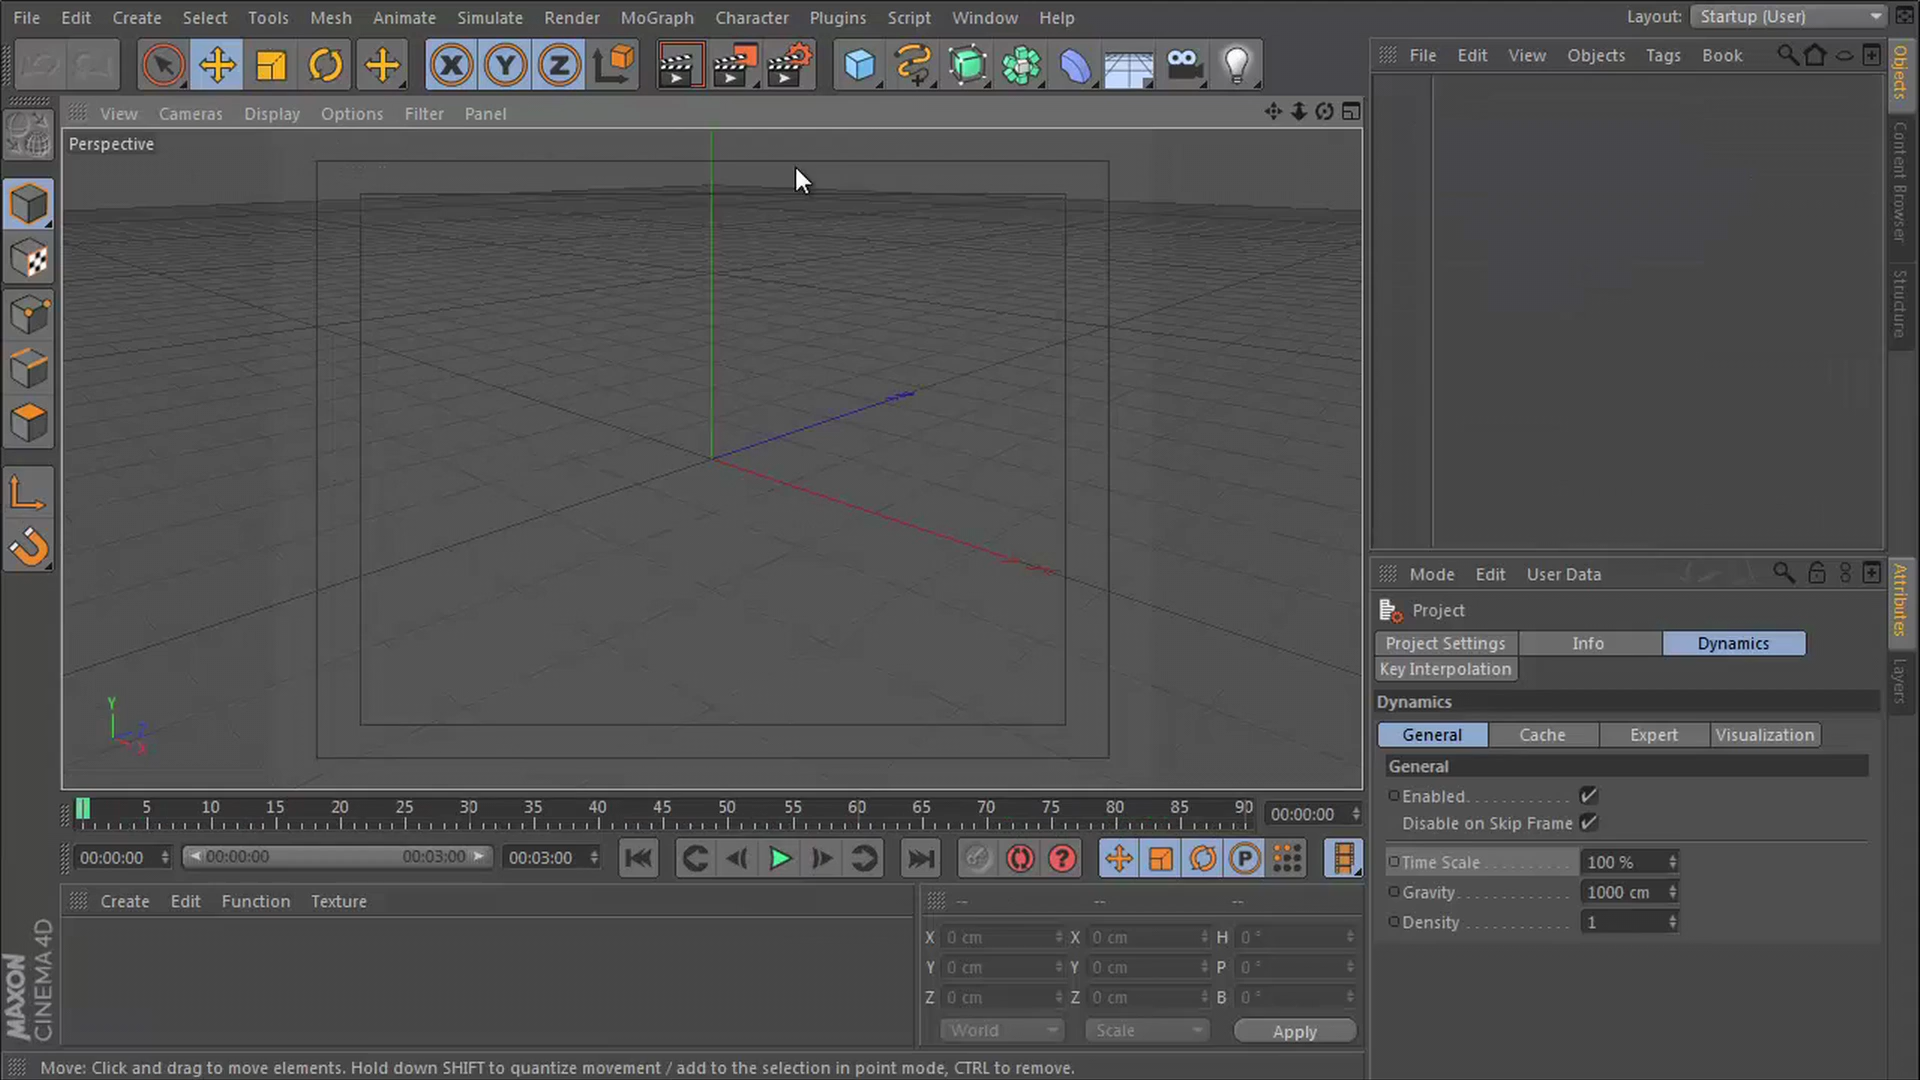 File Edit Create Select Tools Mesh Animate Simulate Render MoGraph Character Plugins Script Window Help Layout: Startup (User)
X Y Z
File Edit View Objects Tags Book
Objects
Content Browser
Structure
View Cameras Display Options Filter Panel
Perspective
Y
Z
X
Mode Edit User Data
Attributes
Layers
Project
Project Settings Info Dynamics
Key Interpolation
Dynamics
General Cache Expert Visualization
General
Enabled
Disable on Skip Frame
Time Scale 100 %
Gravity 1000 cm
Density 1
5 10 15 20 25 30 35 40 45 50 55 60 65 70 75 80 85 90 00:00:00
00:00:00 00:00:00 00:03:00 00:03:00 ? P
Create Edit Function Texture
-- -- --
X 0 cm X 0 cm H 0 °
Y 0 cm Y 0 cm P 0 °
Z 0 cm Z 0 cm B 0 °
World Scale Apply
MAXON
CINEMA 4D
Move: Click and drag to move elements. Hold down SHIFT to quantize movement / add to the selection in point mode, CTRL to remove.